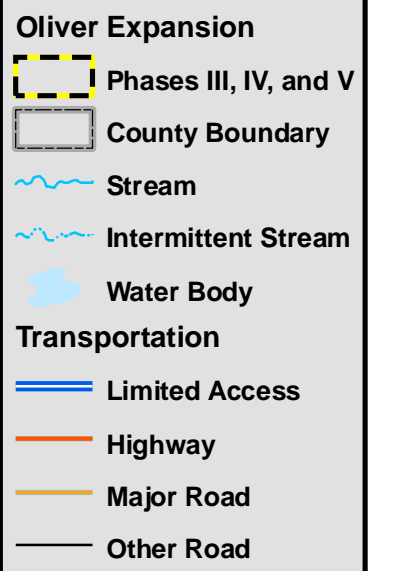 Oliver Expansion
Phases III, IV, and V
County Boundary
Stream
Intermittent Stream
Water Body
Transportation
Limited Access
Highway
Major Road
Other Road